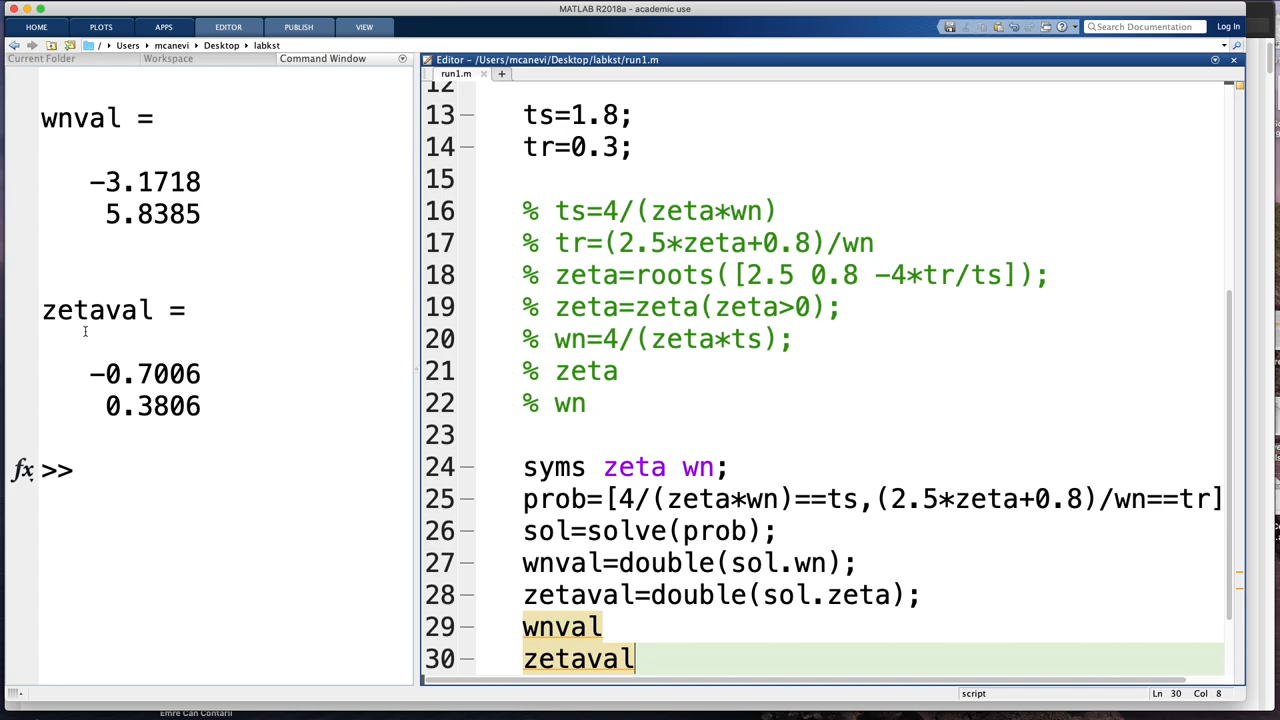 MATLAB R2018a - academic use
HOME PLOTS APPS EDITOR PUBLISH VIEW Search Documentation Log In
/ Users mcanevi Desktop labkst
Current Folder Workspace Command Window
Editor - /Users/mcanevi/Desktop/labkst/run1.m
run1.m
wnval =
-3.1718
5.8385
zetaval =
-0.7006
0.3806
fx >>
12
13 ts=1.8;
14 tr=0.3;
15
16 % ts=4/(zeta*wn)
17 % tr=(2.5*zeta+0.8)/wn
18 % zeta=roots([2.5 0.8 -4*tr/ts]);
19 % zeta=zeta(zeta>0);
20 % wn=4/(zeta*ts);
21 % zeta
22 % wn
23
24 syms zeta wn;
25 prob=[4/(zeta*wn)==ts,(2.5*zeta+0.8)/wn==tr]
26 sol=solve(prob);
27 wnval=double(sol.wn);
28 zetaval=double(sol.zeta);
29 wnval
30 zetaval
script Ln 30 Col 8
Emre Can Contarli